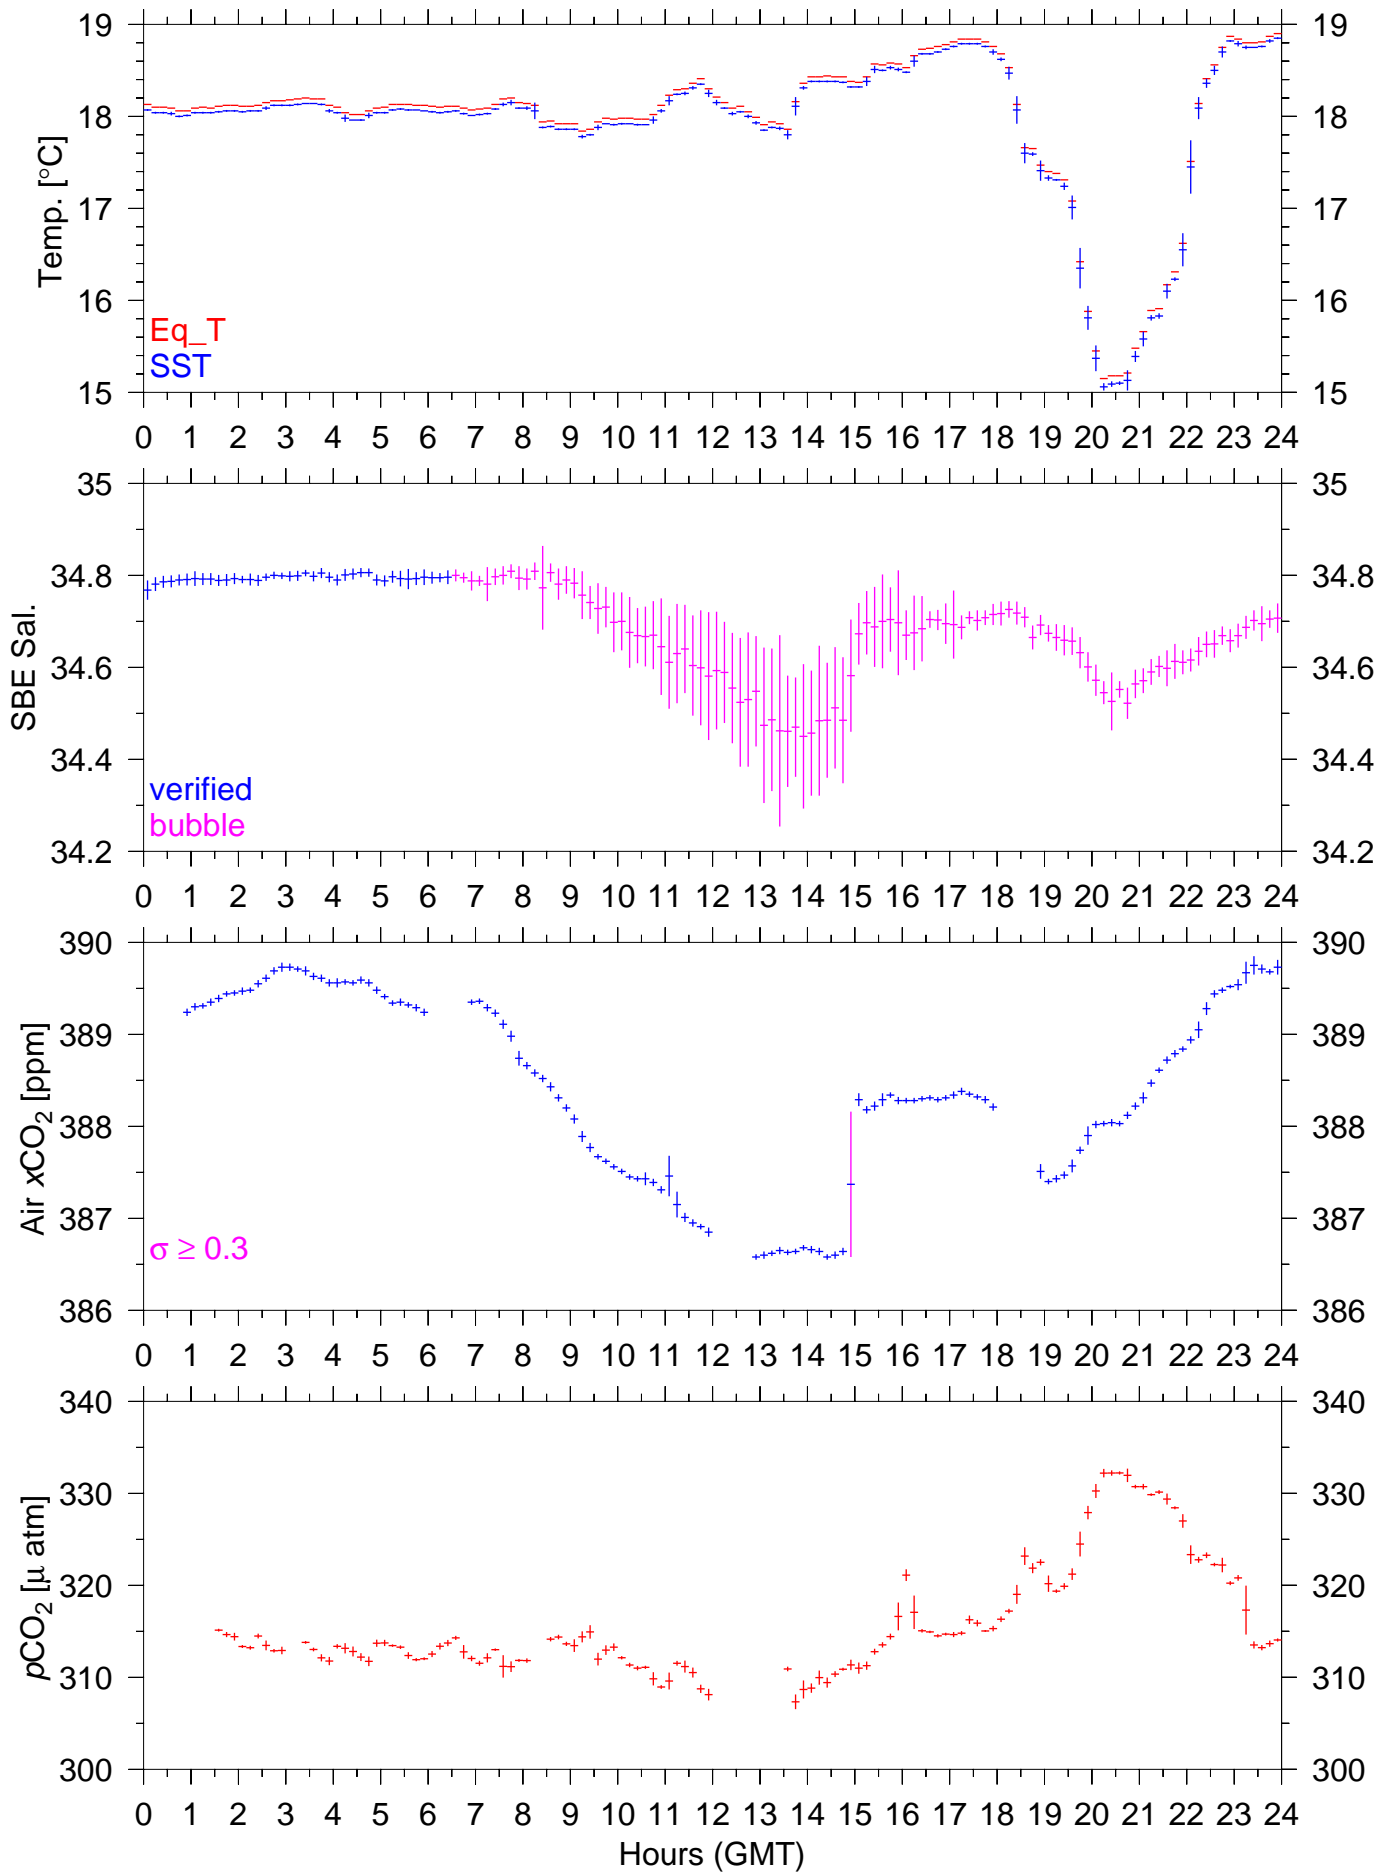 19 19
18 18
17 17
16 16
15 15
Temp. [°C]
Eq_T
SST
0 1 2 3 4 5 6 7 8 9 10 11 12 13 14 15 16 17 18 19 20 21 22 23 24
35 35
34.8 34.8
34.6 34.6
34.4 34.4
34.2 34.2
SBE Sal.
verified
bubble
0 1 2 3 4 5 6 7 8 9 10 11 12 13 14 15 16 17 18 19 20 21 22 23 24
390 390
389 389
388 388
387 387
386 386
Air xCO₂ [ppm]
σ ≥ 0.3
0 1 2 3 4 5 6 7 8 9 10 11 12 13 14 15 16 17 18 19 20 21 22 23 24
340 340
330 330
320 320
310 310
300 300
pCO₂ [μ atm]
0 1 2 3 4 5 6 7 8 9 10 11 12 13 14 15 16 17 18 19 20 21 22 23 24
Hours (GMT)